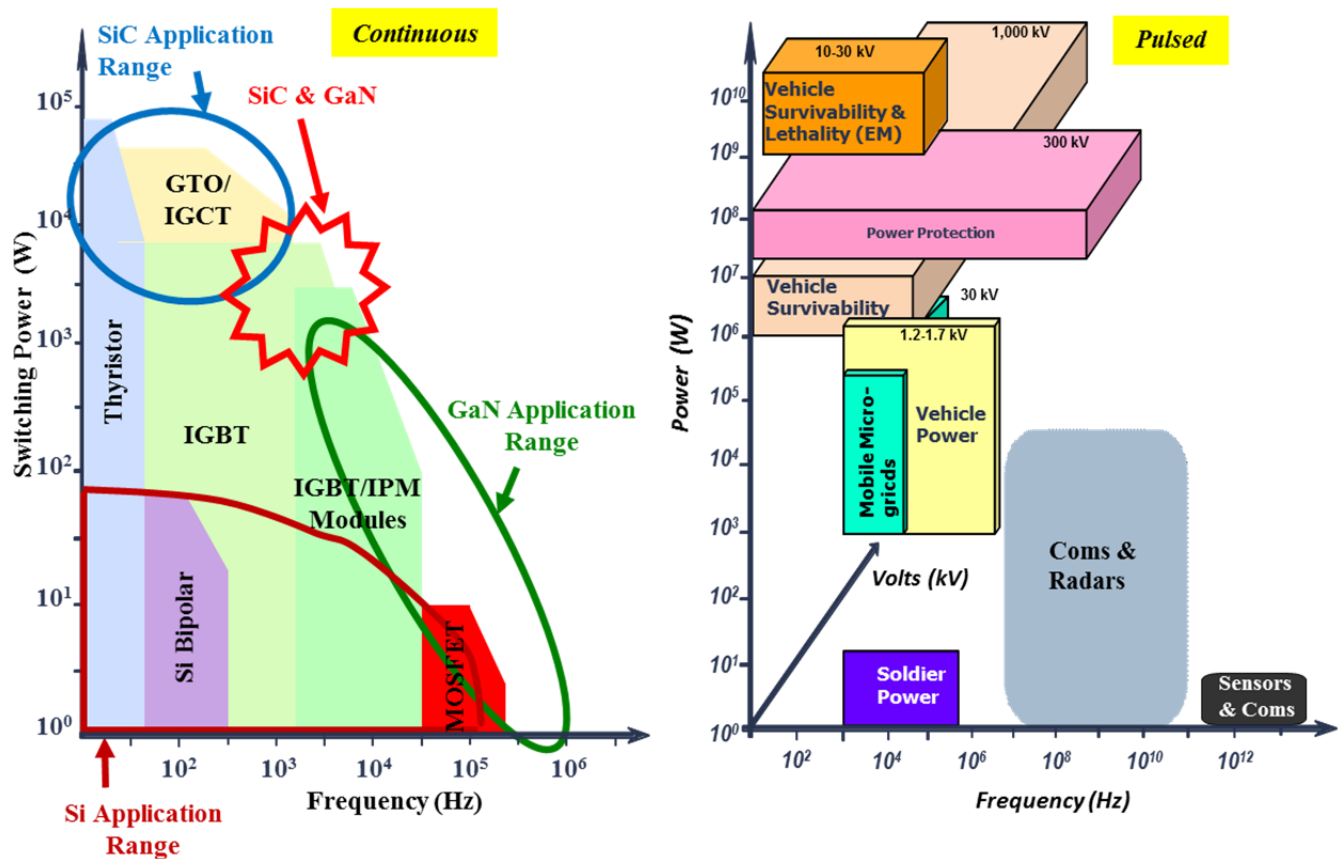 SiC Application
Range
Continuous
SiC & GaN
10⁵
10⁴
10³
10²
10¹
10⁰
Switching Power (W)
GTO/
IGCT
Thyristor
IGBT
GaN Application
Range
IGBT/IPM
Modules
Si Bipolar
MOSFET
10²
10³
10⁴
10⁵
10⁶
Frequency (Hz)
Si Application
Range
Pulsed
10-30 kV
1,000 kV
Vehicle
Survivability &
Lethality (EM)
300 kV
Power Protection
Vehicle
Survivability
30 kV
1.2-1.7 kV
Vehicle
Power
Mobile Micro-
gricds
Volts (kV)
Coms &
Radars
Soldier
Power
Sensors
& Coms
10¹⁰
10⁹
10⁸
10⁷
10⁶
10⁵
10⁴
10³
10²
10¹
10⁰
Power (W)
10²
10⁴
10⁶
10⁸
10¹⁰
10¹²
Frequency (Hz)